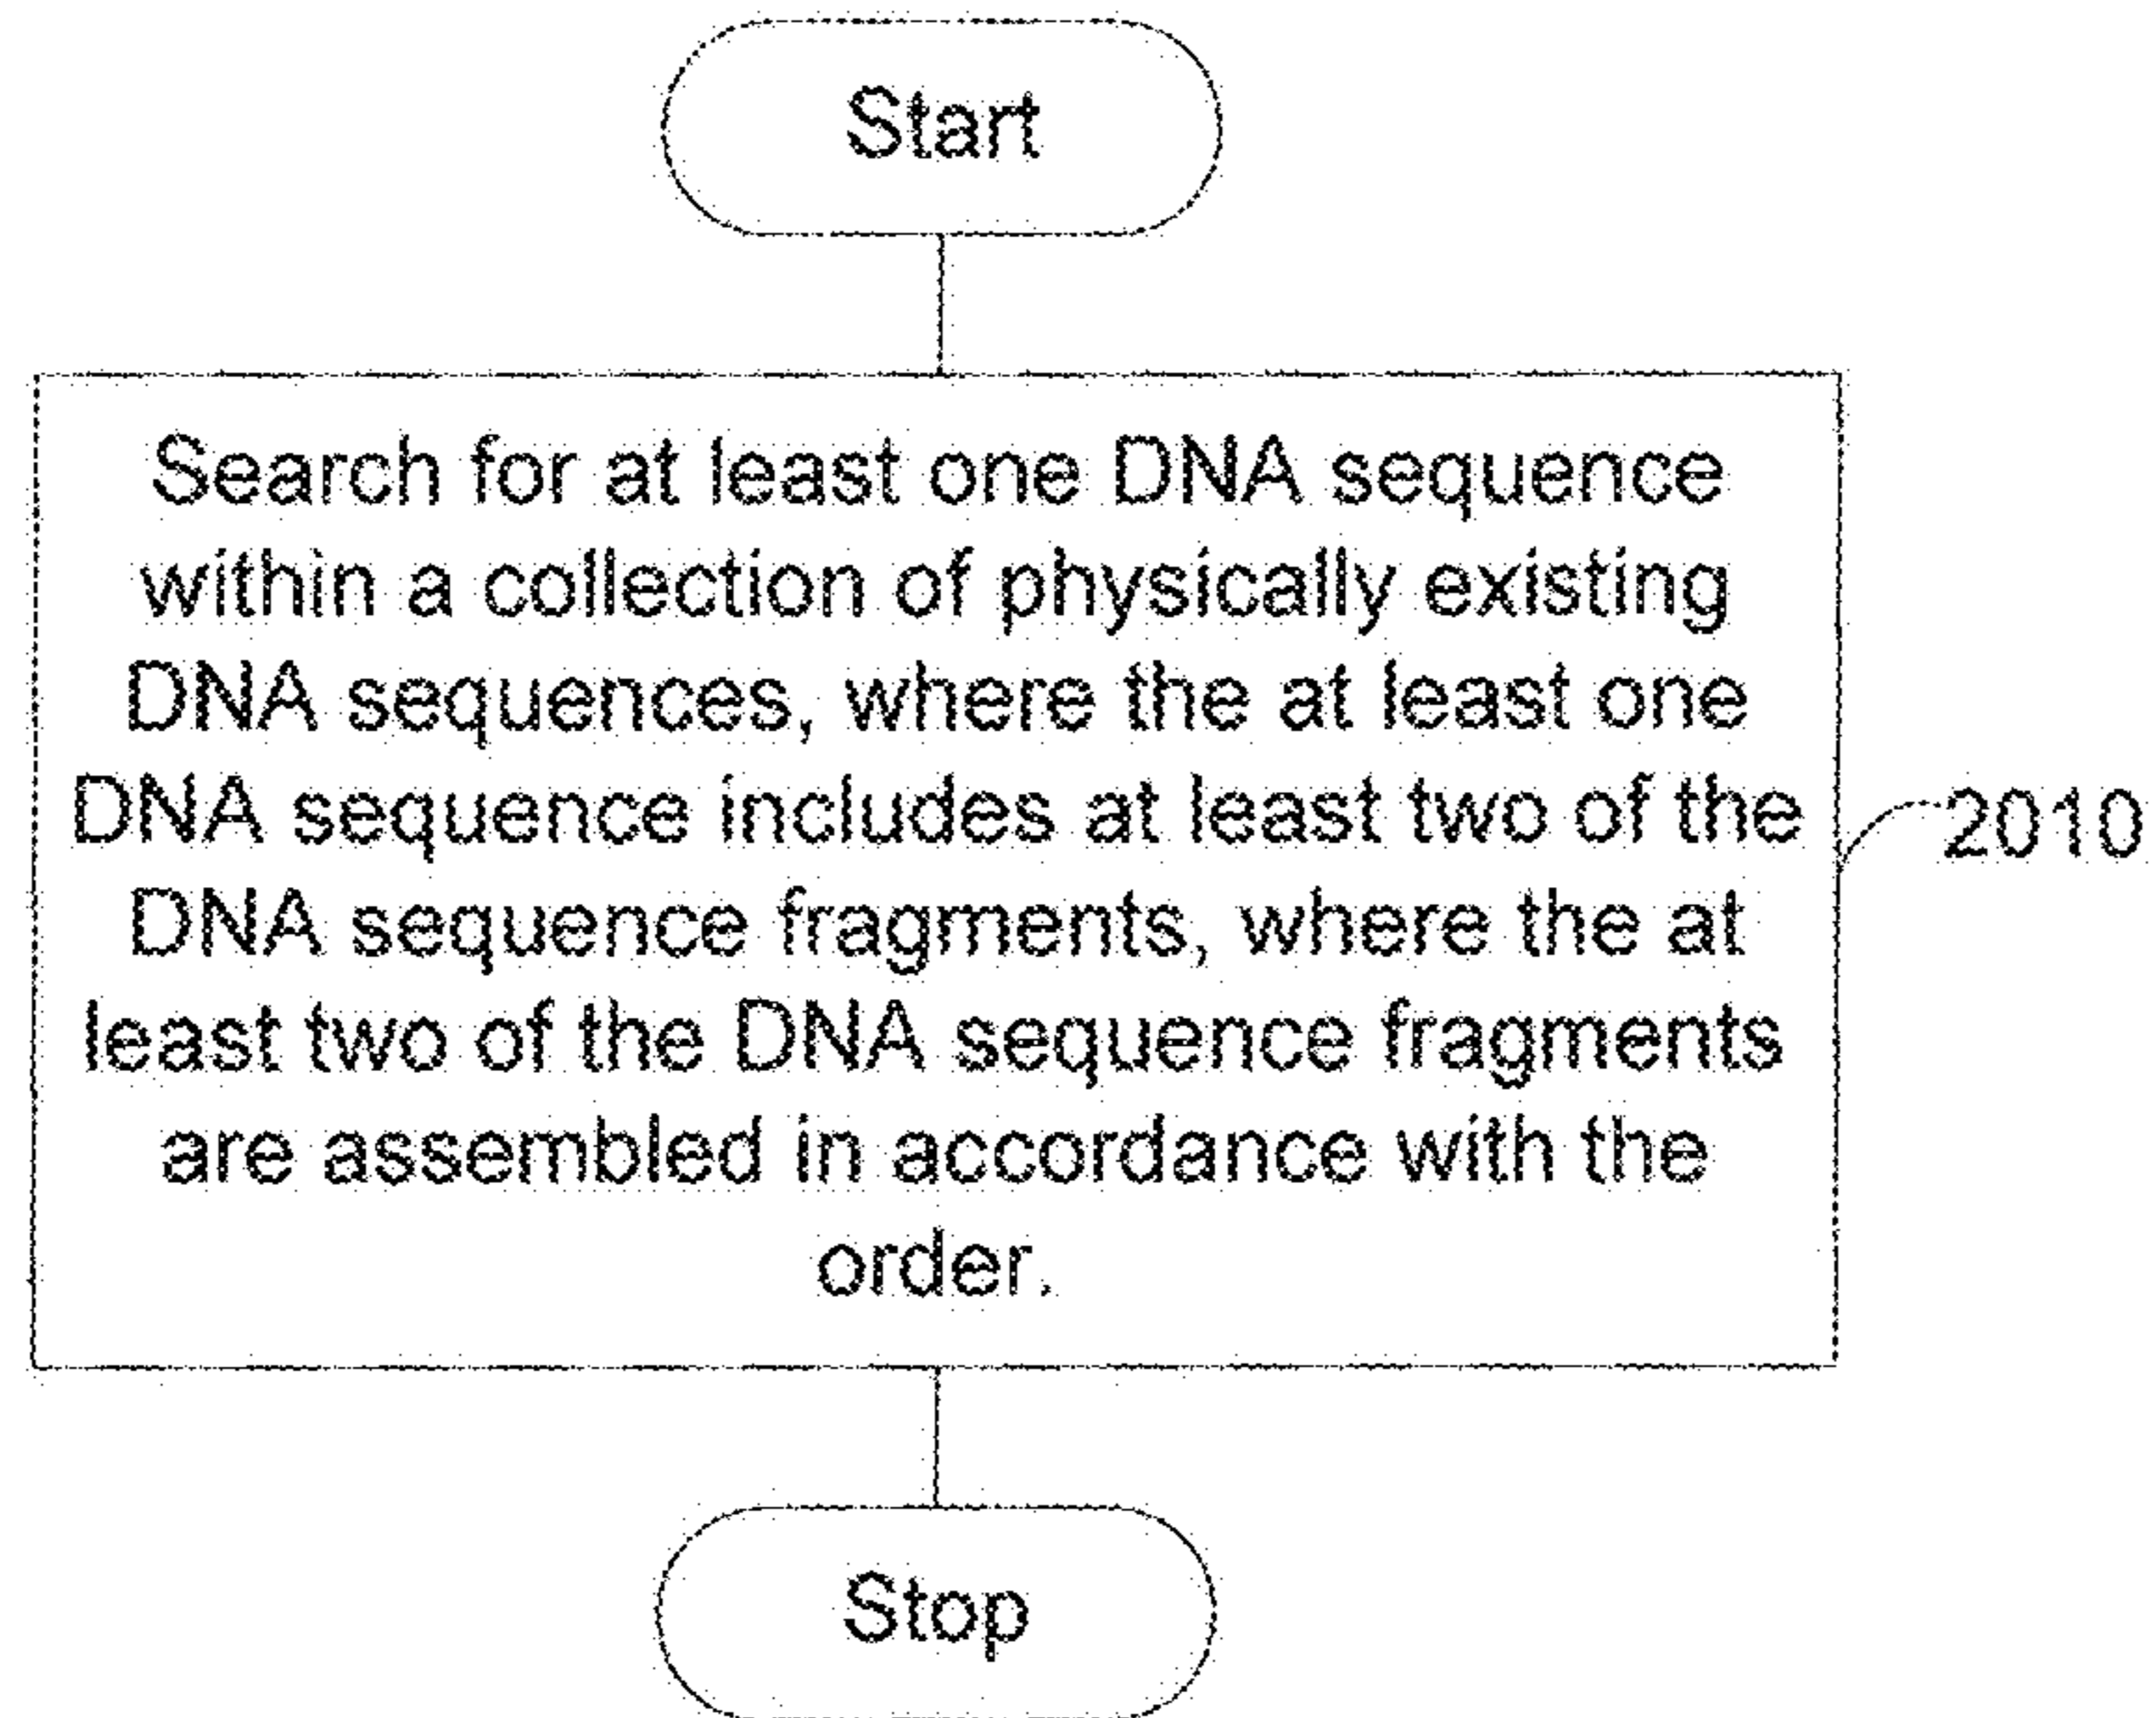 Start
Search for at least one DNA sequence
within a collection of physically existing
DNA sequences, where the at least one
DNA sequence includes at least two of the
DNA sequence fragments, where the at
least two of the DNA sequence fragments
are assembled in accordance with the
order.
2010
Stop